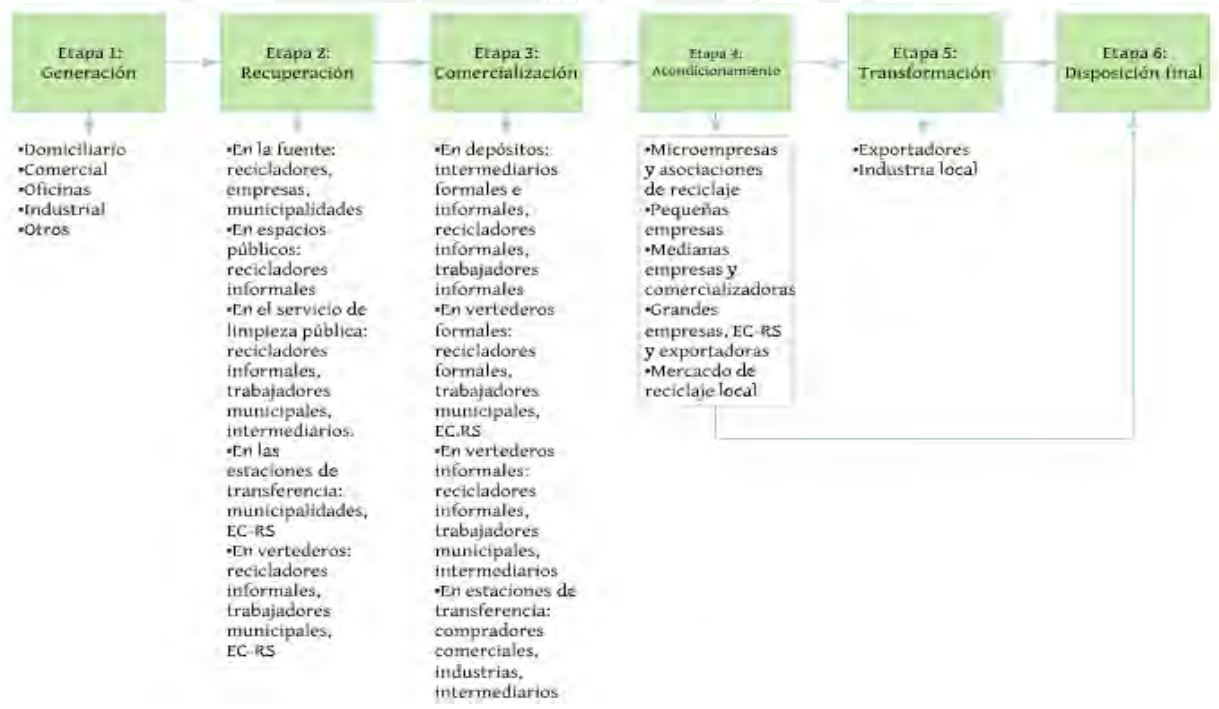 Etapa 1:
Generación
•Domiciliario
•Comercial
•Oficinas
•Industrial
•Otros
Etapa 2:
Recuperación
•En la fuente:
recicladores,
empresas,
municipalidades
•En espacios
públicos:
recicladores
informales
•En el servicio de
limpieza pública:
recicladores
informales,
trabajadores
municipales,
intermediarios.
•En las
estaciones de
transferencia:
municipalidades,
EC-RS
•En vertederos:
recicladores
informales,
trabajadores
municipales,
EC-RS
Etapa 3:
Comercialización
•En depósitos:
intermediarios
formales e
informales,
recicladores
informales,
trabajadores
informales
•En vertederos
formales:
recicladores
formales,
trabajadores
municipales,
EC.RS
•En vertederos
informales:
recicladores
informales,
trabajadores
municipales,
intermediarios
•En estaciones de
transferencia:
compradores
comerciales,
industrias,
intermediarios
Etapa 4:
Acondicionamiento
•Microempresas
y asociaciones
de reciclaje
•Pequeñas
empresas
•Medianas
empresas y
comercializadoras
•Grandes
empresas, EC-RS
y exportadoras
•Mercacdo de
reciclaje local
Etapa 5:
Transformación
•Exportadores
•Industria local
Etapa 6:
Disposición final